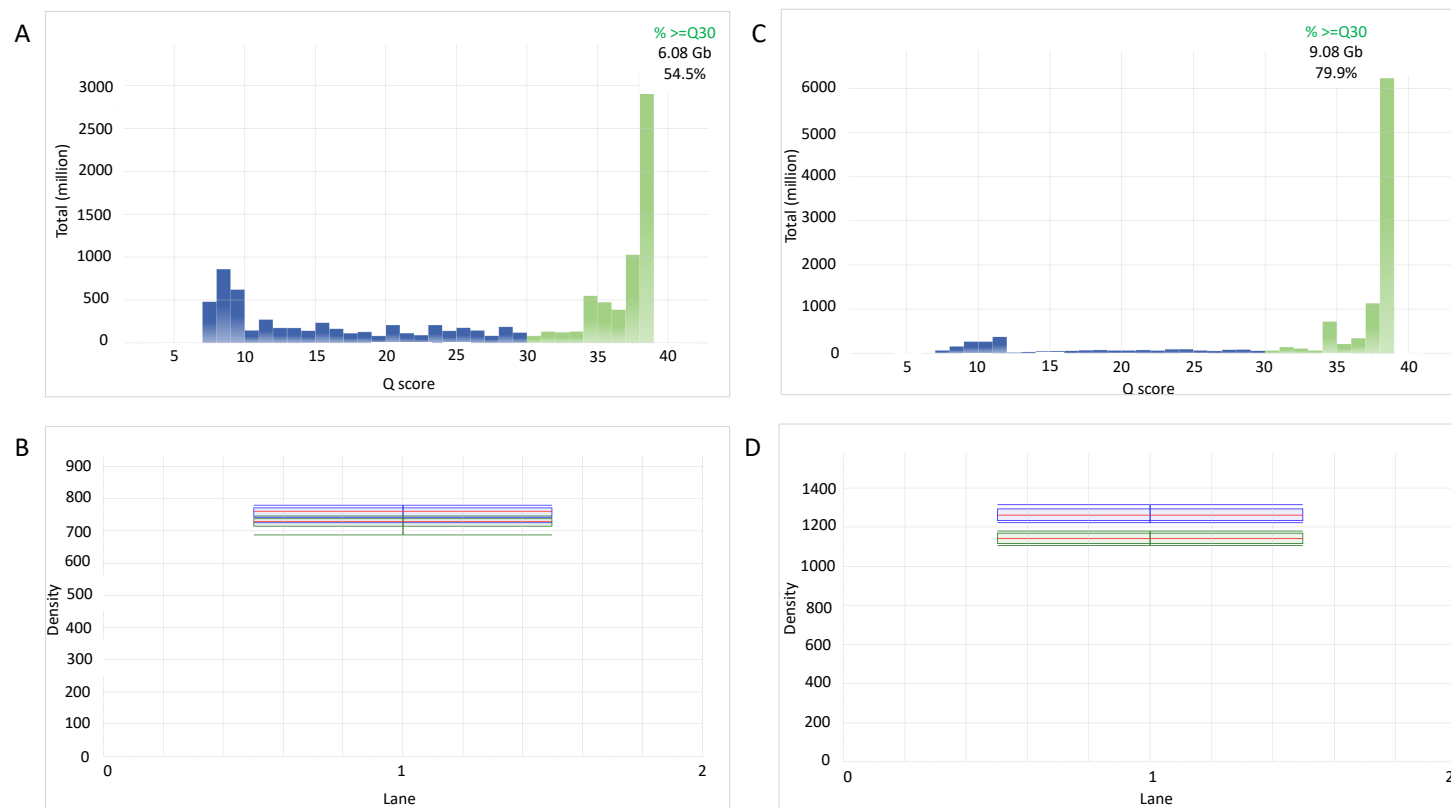 A
% >=Q30
6.08 Gb
54.5%
3000
2500
2000
1500
1000
500
0
Total (million)
5 10 15 20 25 30 35 40
Q score
C
% >=Q30
9.08 Gb
79.9%
6000
5000
4000
3000
6000
1000
0
Total (million)
5 10 15 20 25 30 35 40
Q score
B
900
800
700
600
500
400
300
200
100
0
Density
0 1 2
Lane
D
1400
1200
1000
800
600
400
200
0
Density
0 1 2
Lane